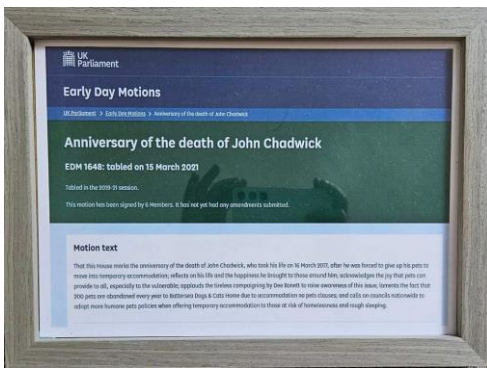 UK
Parliament
Early Day Motions
UK Parliament > Early Day Motions > Anniversary of the death of John Chadwick
Anniversary of the death of John Chadwick
EDM 1648: tabled on 15 March 2021
Tabled in the 2019-21 session.
This motion has been signed by 6 Members. It has not yet had any amendments submitted.
Motion text
That this House marks the anniversary of the death of John Chadwick, who took his life on 16 March 2017, after he was forced to give up his pets to
move into temporary accommodation; reflects on his life and the happiness he brought to those around him; acknowledges the joy that pets can
provide to all, especially to the vulnerable; applauds the tireless campaigning by Dee Bonett to raise awareness of this issue; laments the fact that
200 pets are abandoned every year to Battersea Dogs & Cats Home due to accommodation no pets clauses; and calls on councils nationwide to
adopt more humane pets policies when offering temporary accommodation to those at risk of homelessness and rough sleeping.